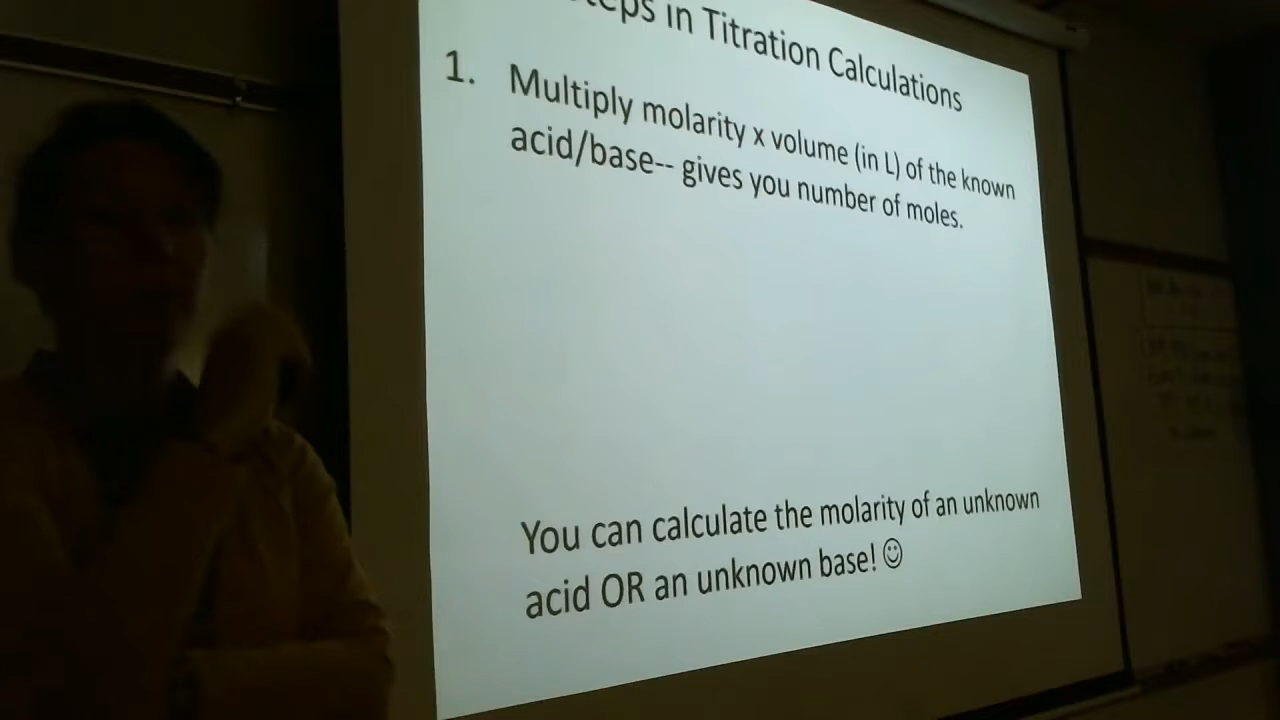 Steps in Titration Calculations
1. Multiply molarity x volume (in L) of the known
acid/base-- gives you number of moles.
You can calculate the molarity of an unknown
acid OR an unknown base! ☺